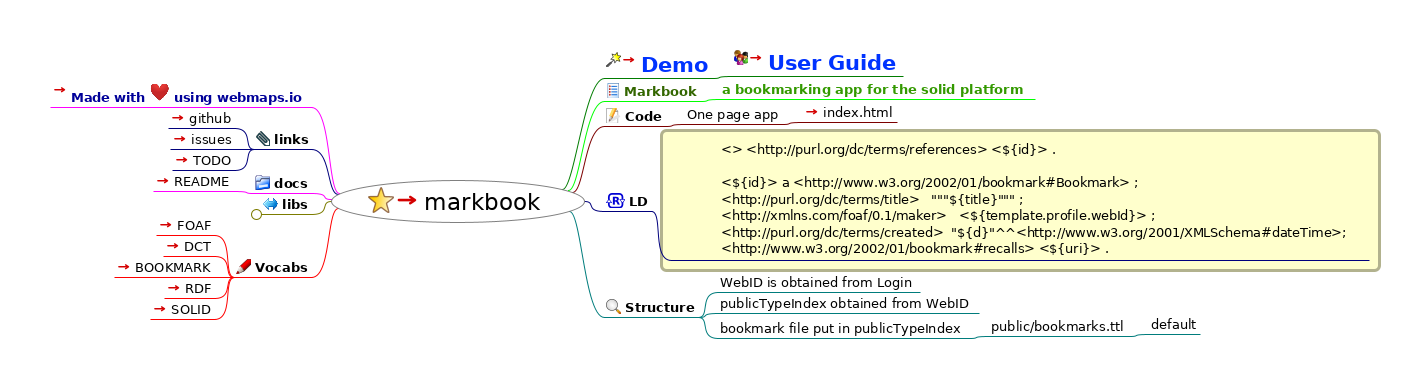 markbook
Demo
User Guide
Markbook
a bookmarking app for the solid platform
Code
One page app
index.html
LD
<> <http://purl.org/dc/terms/references> <${id}> .
<${id}> a <http://www.w3.org/2002/01/bookmark#Bookmark> ;
<http://purl.org/dc/terms/title>   """${title}""" ;
<http://xmlns.com/foaf/0.1/maker>   <${template.profile.webId}> ;
<http://purl.org/dc/terms/created>  "${d}"^^<http://www.w3.org/2001/XMLSchema#dateTime>;
<http://www.w3.org/2002/01/bookmark#recalls> <${uri}> .
Structure
WebID is obtained from Login
publicTypeIndex obtained from WebID
bookmark file put in publicTypeIndex
public/bookmarks.ttl
default
Made with ❤ using webmaps.io
links
github
issues
TODO
docs
README
libs
Vocabs
FOAF
DCT
BOOKMARK
RDF
SOLID